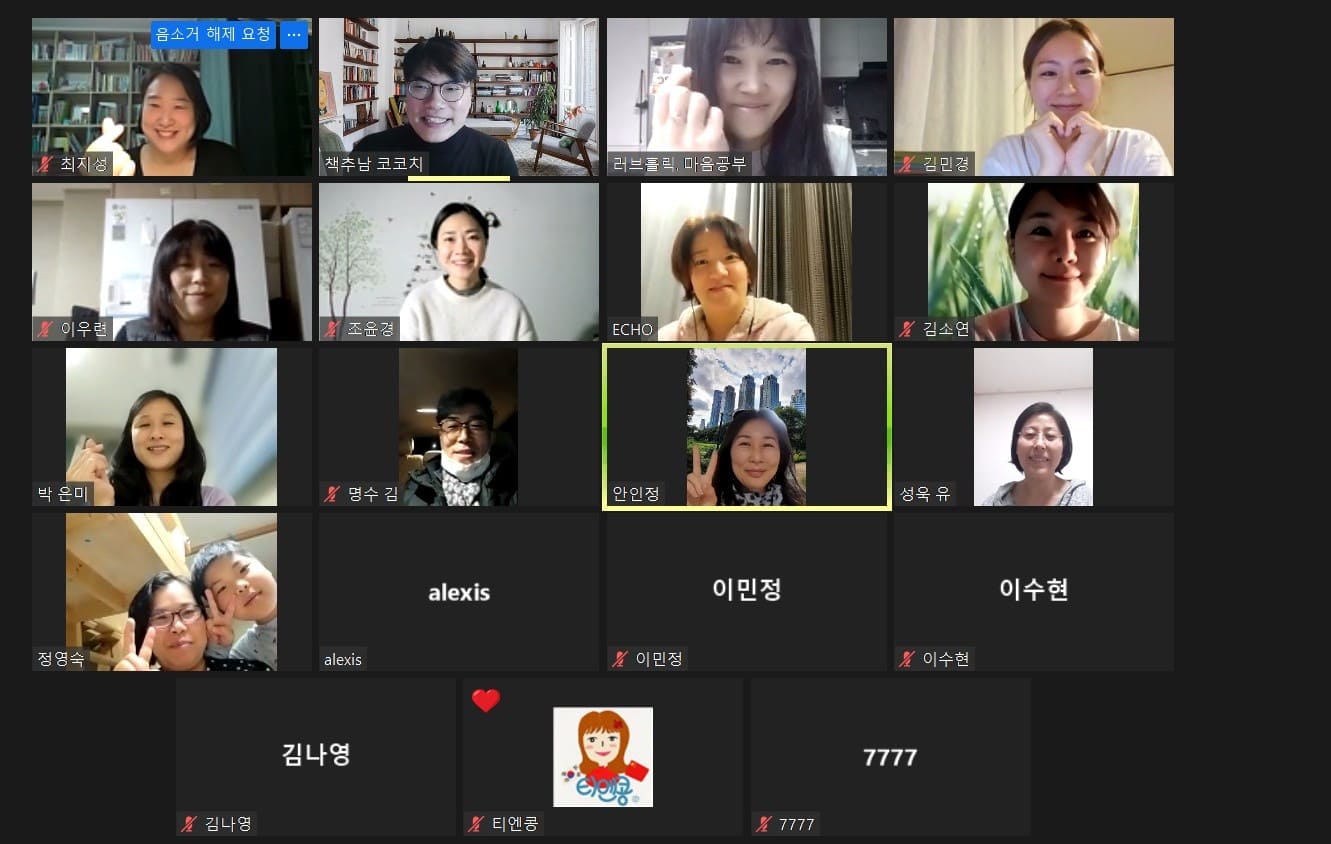 음소거 해제 요청 ...
최지성
책추남 코코치
러브홀릭. 마음공부
김민경
이우련
조윤경
ECHO
김소연
박 은미
명수 김
안인정
성욱 유
정영숙
alexis
alexis
이민정
이민정
이수현
이수현
김나영
김나영
티엔콩
티엔콩
7777
7777